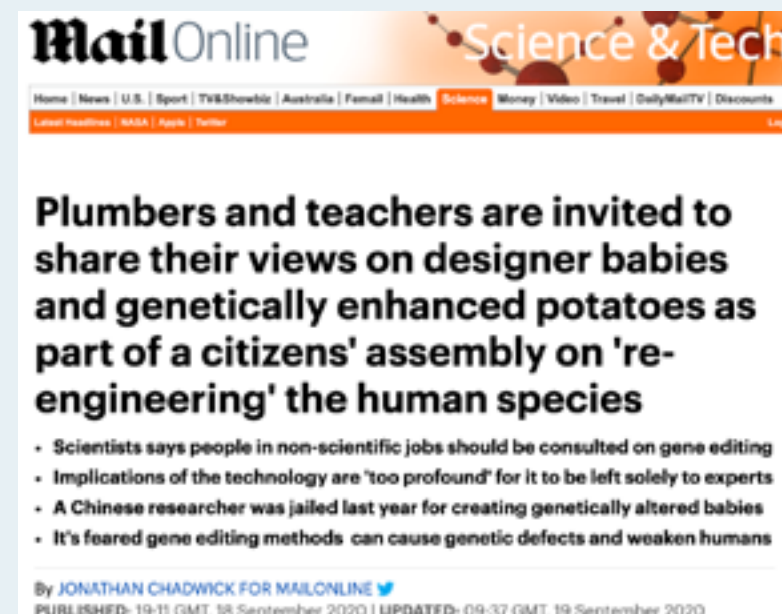 Mail Online
Science & Tech
Home | News | U.S. | Sport | TV&Showbiz | Australia | Femail | Health | Science | Money | Video | Travel | DailyMailTV | Discounts
Latest Headlines | NASA | Apple | Twitter
Plumbers and teachers are invited to
share their views on designer babies
and genetically enhanced potatoes as
part of a citizens' assembly on 're-
engineering' the human species
• Scientists says people in non-scientific jobs should be consulted on gene editing
• Implications of the technology are 'too profound' for it to be left solely to experts
• A Chinese researcher was jailed last year for creating genetically altered babies
• It's feared gene editing methods can cause genetic defects and weaken humans
By JONATHAN CHADWICK FOR MAILONLINE
PUBLISHED: 19:11 GMT, 18 September 2020 | UPDATED: 09:37 GMT, 19 September 2020